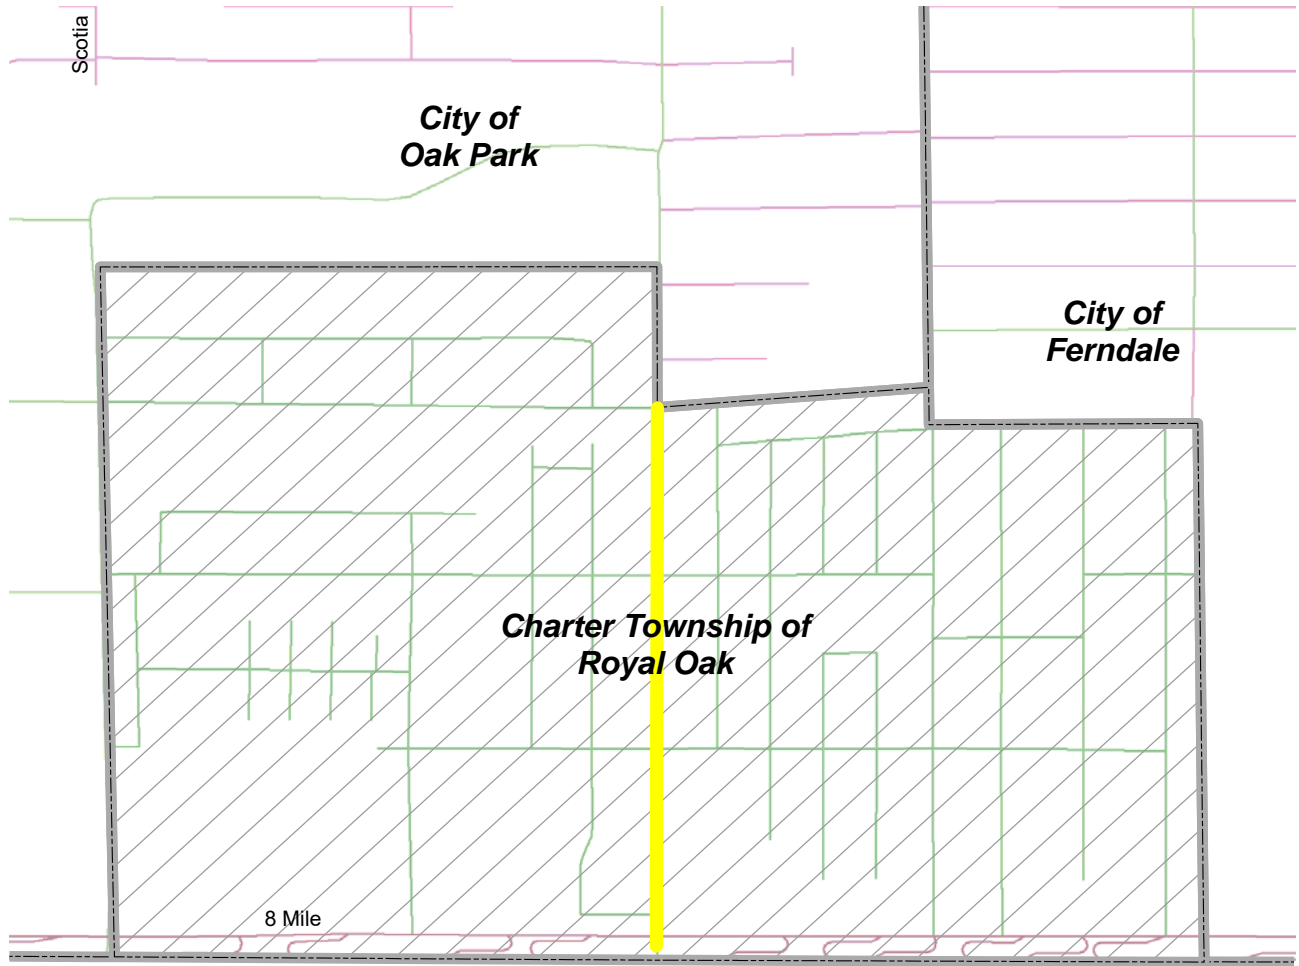 Scotia
City of
Oak Park
City of
Ferndale
Charter Township of
Royal Oak
8 Mile